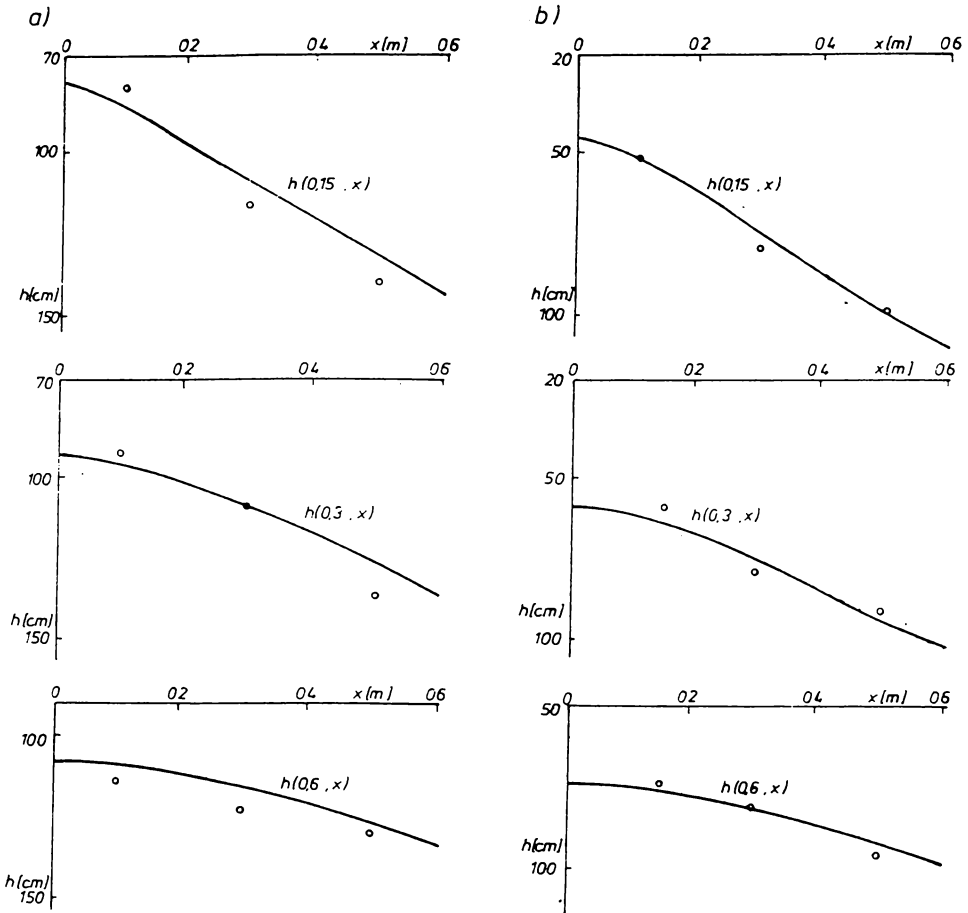 a)
0 02 04 x[m] 06
70
100
h(0,15 , x)
h[cm]
150
b)
0 02 04 x[m] 06
20
50
h(0,15 , x)
h[cm]
100
0 02 04 x[m] 06
70
100
h(0,3 , x)
h[cm]
150
0 02 04 x[m] 06
20
50
h(0,3 , x)
h[cm]
100
0 02 04 x[m] 06
100
h(0,6 , x)
h[cm]
150
0 02 04 x[m] 06
50
h(0,6 , x)
100
h[cm]